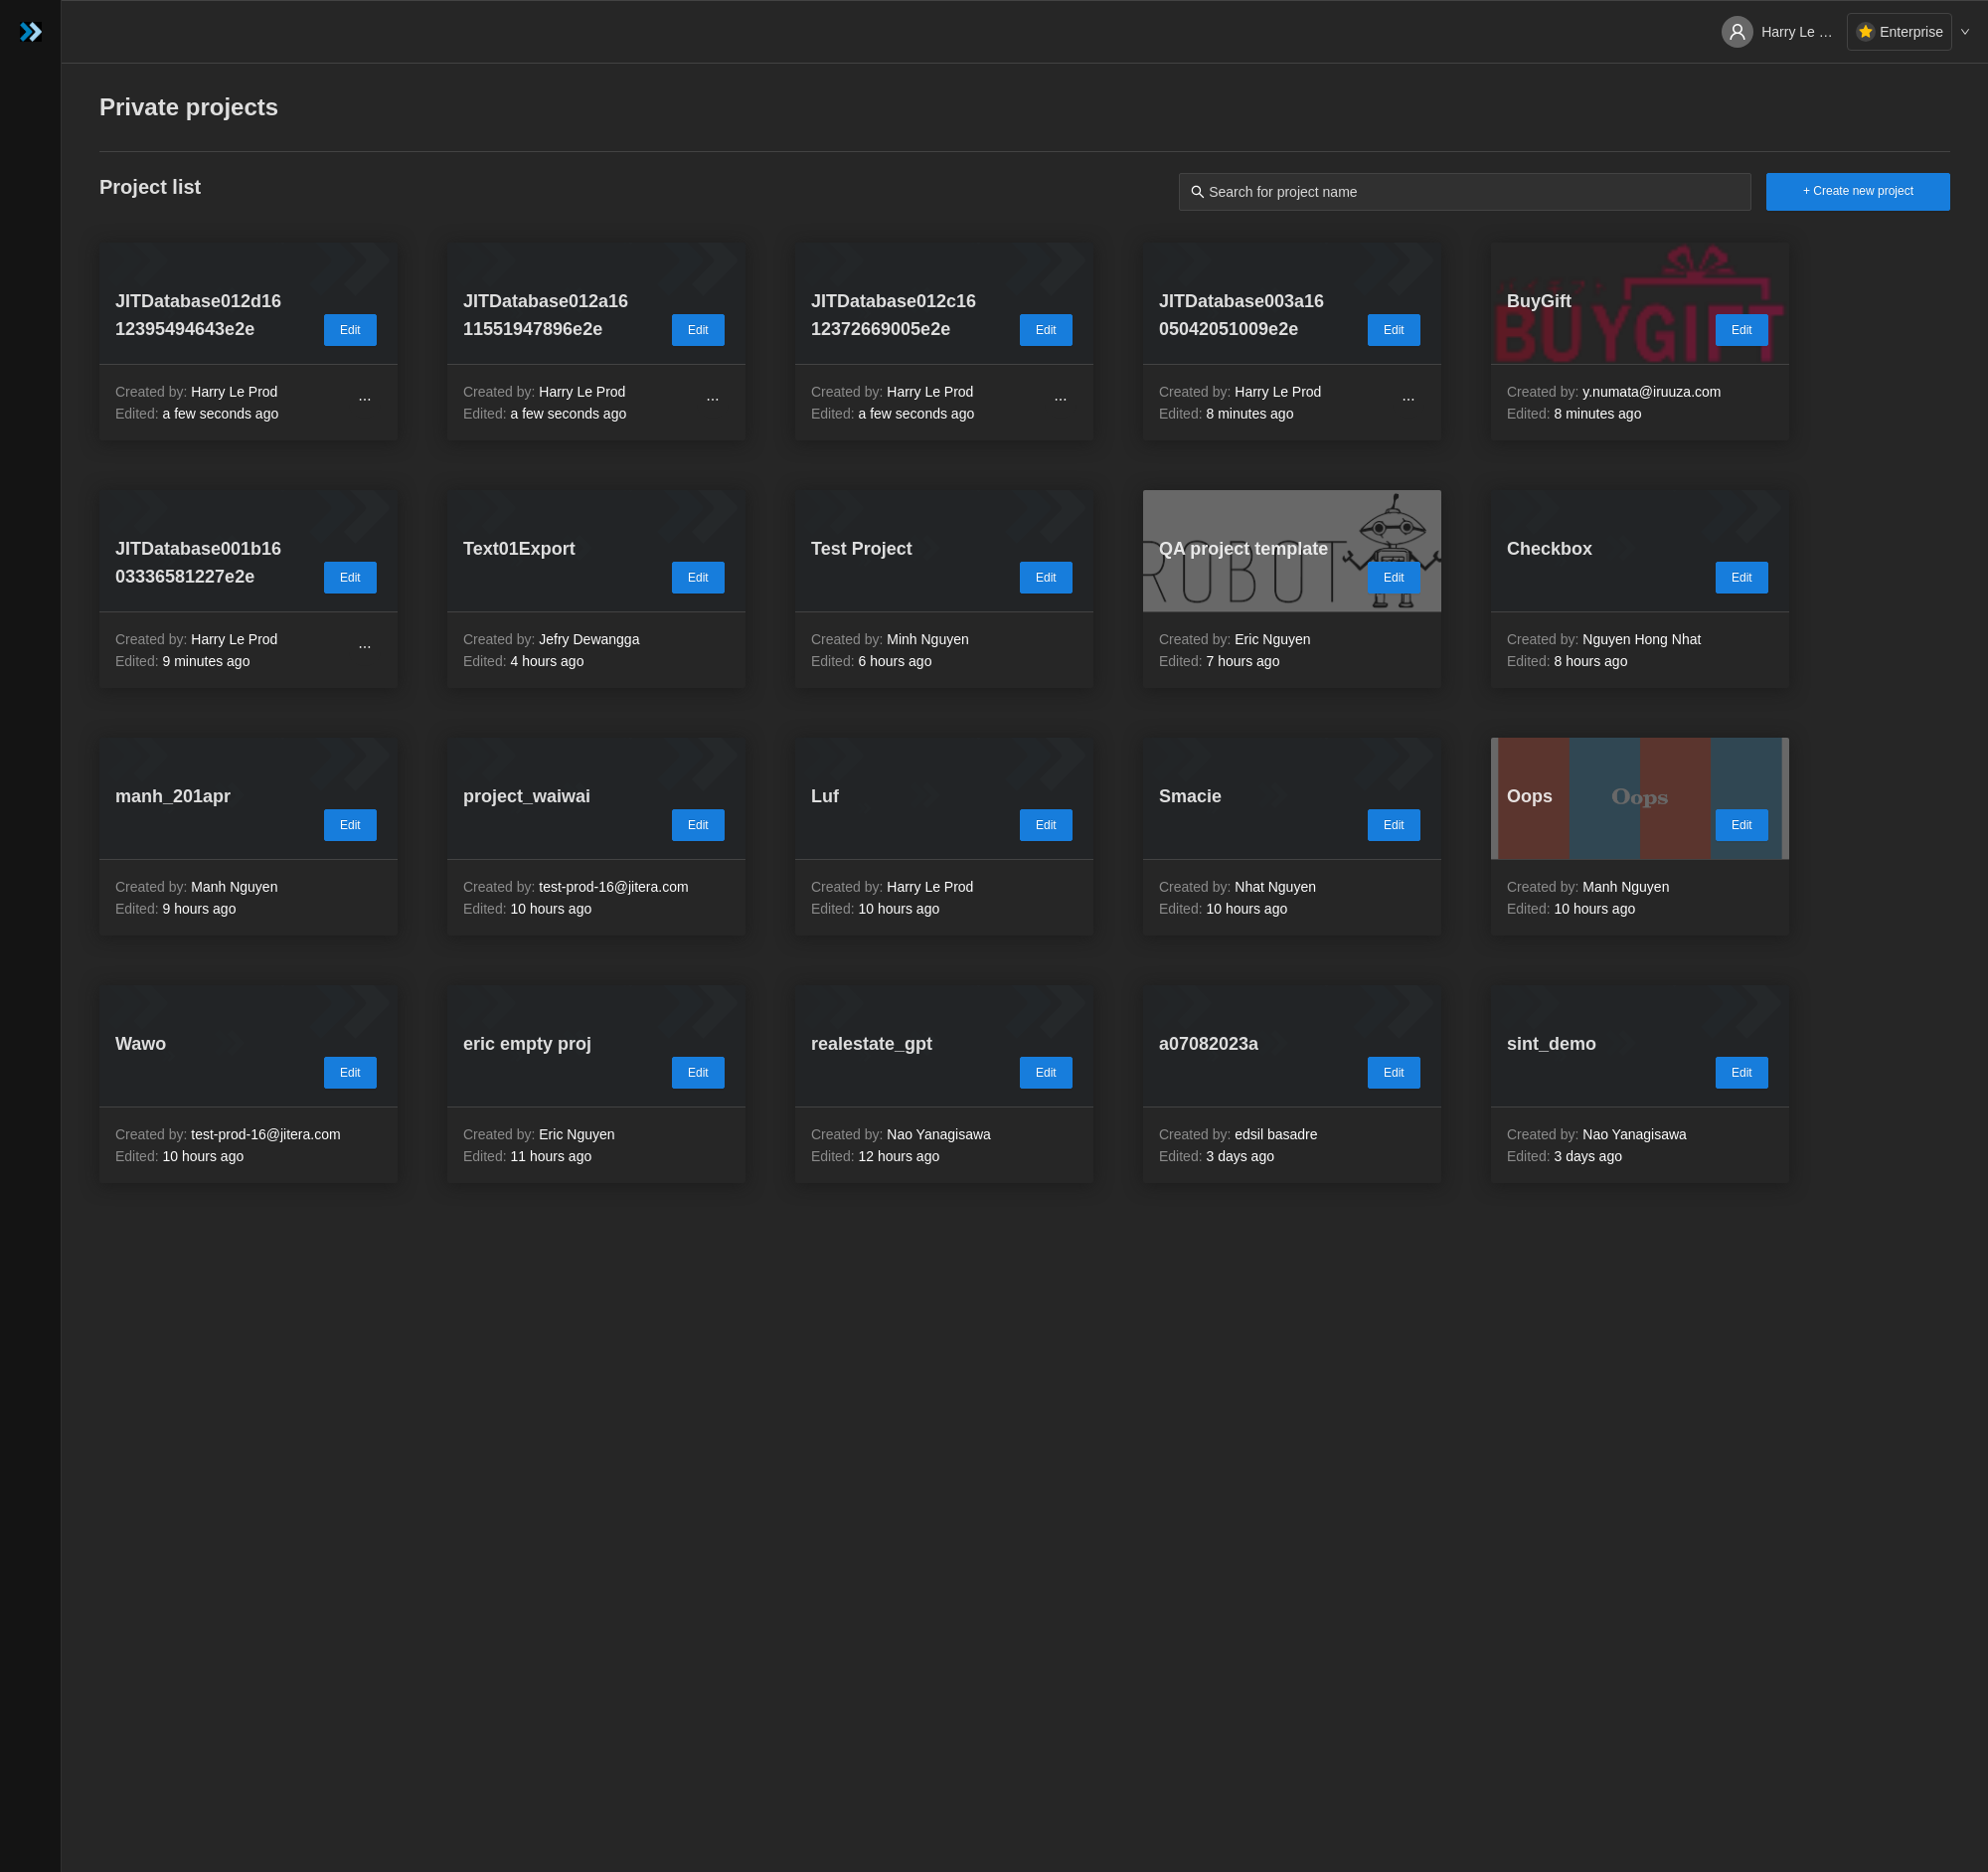 Harry Le …
Enterprise
Private projects
Project list
Search for project name
+ Create new project
JITDatabase012d16
12395494643e2e
Edit
Created by: Harry Le Prod
Edited: a few seconds ago
...
JITDatabase012a16
11551947896e2e
Edit
Created by: Harry Le Prod
Edited: a few seconds ago
...
JITDatabase012c16
12372669005e2e
Edit
Created by: Harry Le Prod
Edited: a few seconds ago
...
JITDatabase003a16
05042051009e2e
Edit
Created by: Harry Le Prod
Edited: 8 minutes ago
...
BuyGift
BUYGIFT
Edit
Created by: y.numata@iruuza.com
Edited: 8 minutes ago
JITDatabase001b16
03336581227e2e
Edit
Created by: Harry Le Prod
Edited: 9 minutes ago
...
Text01Export
Edit
Created by: Jefry Dewangga
Edited: 4 hours ago
Test Project
Edit
Created by: Minh Nguyen
Edited: 6 hours ago
QA project template
ROBOT
Edit
Created by: Eric Nguyen
Edited: 7 hours ago
Checkbox
Edit
Created by: Nguyen Hong Nhat
Edited: 8 hours ago
manh_201apr
Edit
Created by: Manh Nguyen
Edited: 9 hours ago
project_waiwai
Edit
Created by: test-prod-16@jitera.com
Edited: 10 hours ago
Luf
Edit
Created by: Harry Le Prod
Edited: 10 hours ago
Smacie
Edit
Created by: Nhat Nguyen
Edited: 10 hours ago
Oops
Oops
Edit
Created by: Manh Nguyen
Edited: 10 hours ago
Wawo
Edit
Created by: test-prod-16@jitera.com
Edited: 10 hours ago
eric empty proj
Edit
Created by: Eric Nguyen
Edited: 11 hours ago
realestate_gpt
Edit
Created by: Nao Yanagisawa
Edited: 12 hours ago
a07082023a
Edit
Created by: edsil basadre
Edited: 3 days ago
sint_demo
Edit
Created by: Nao Yanagisawa
Edited: 3 days ago